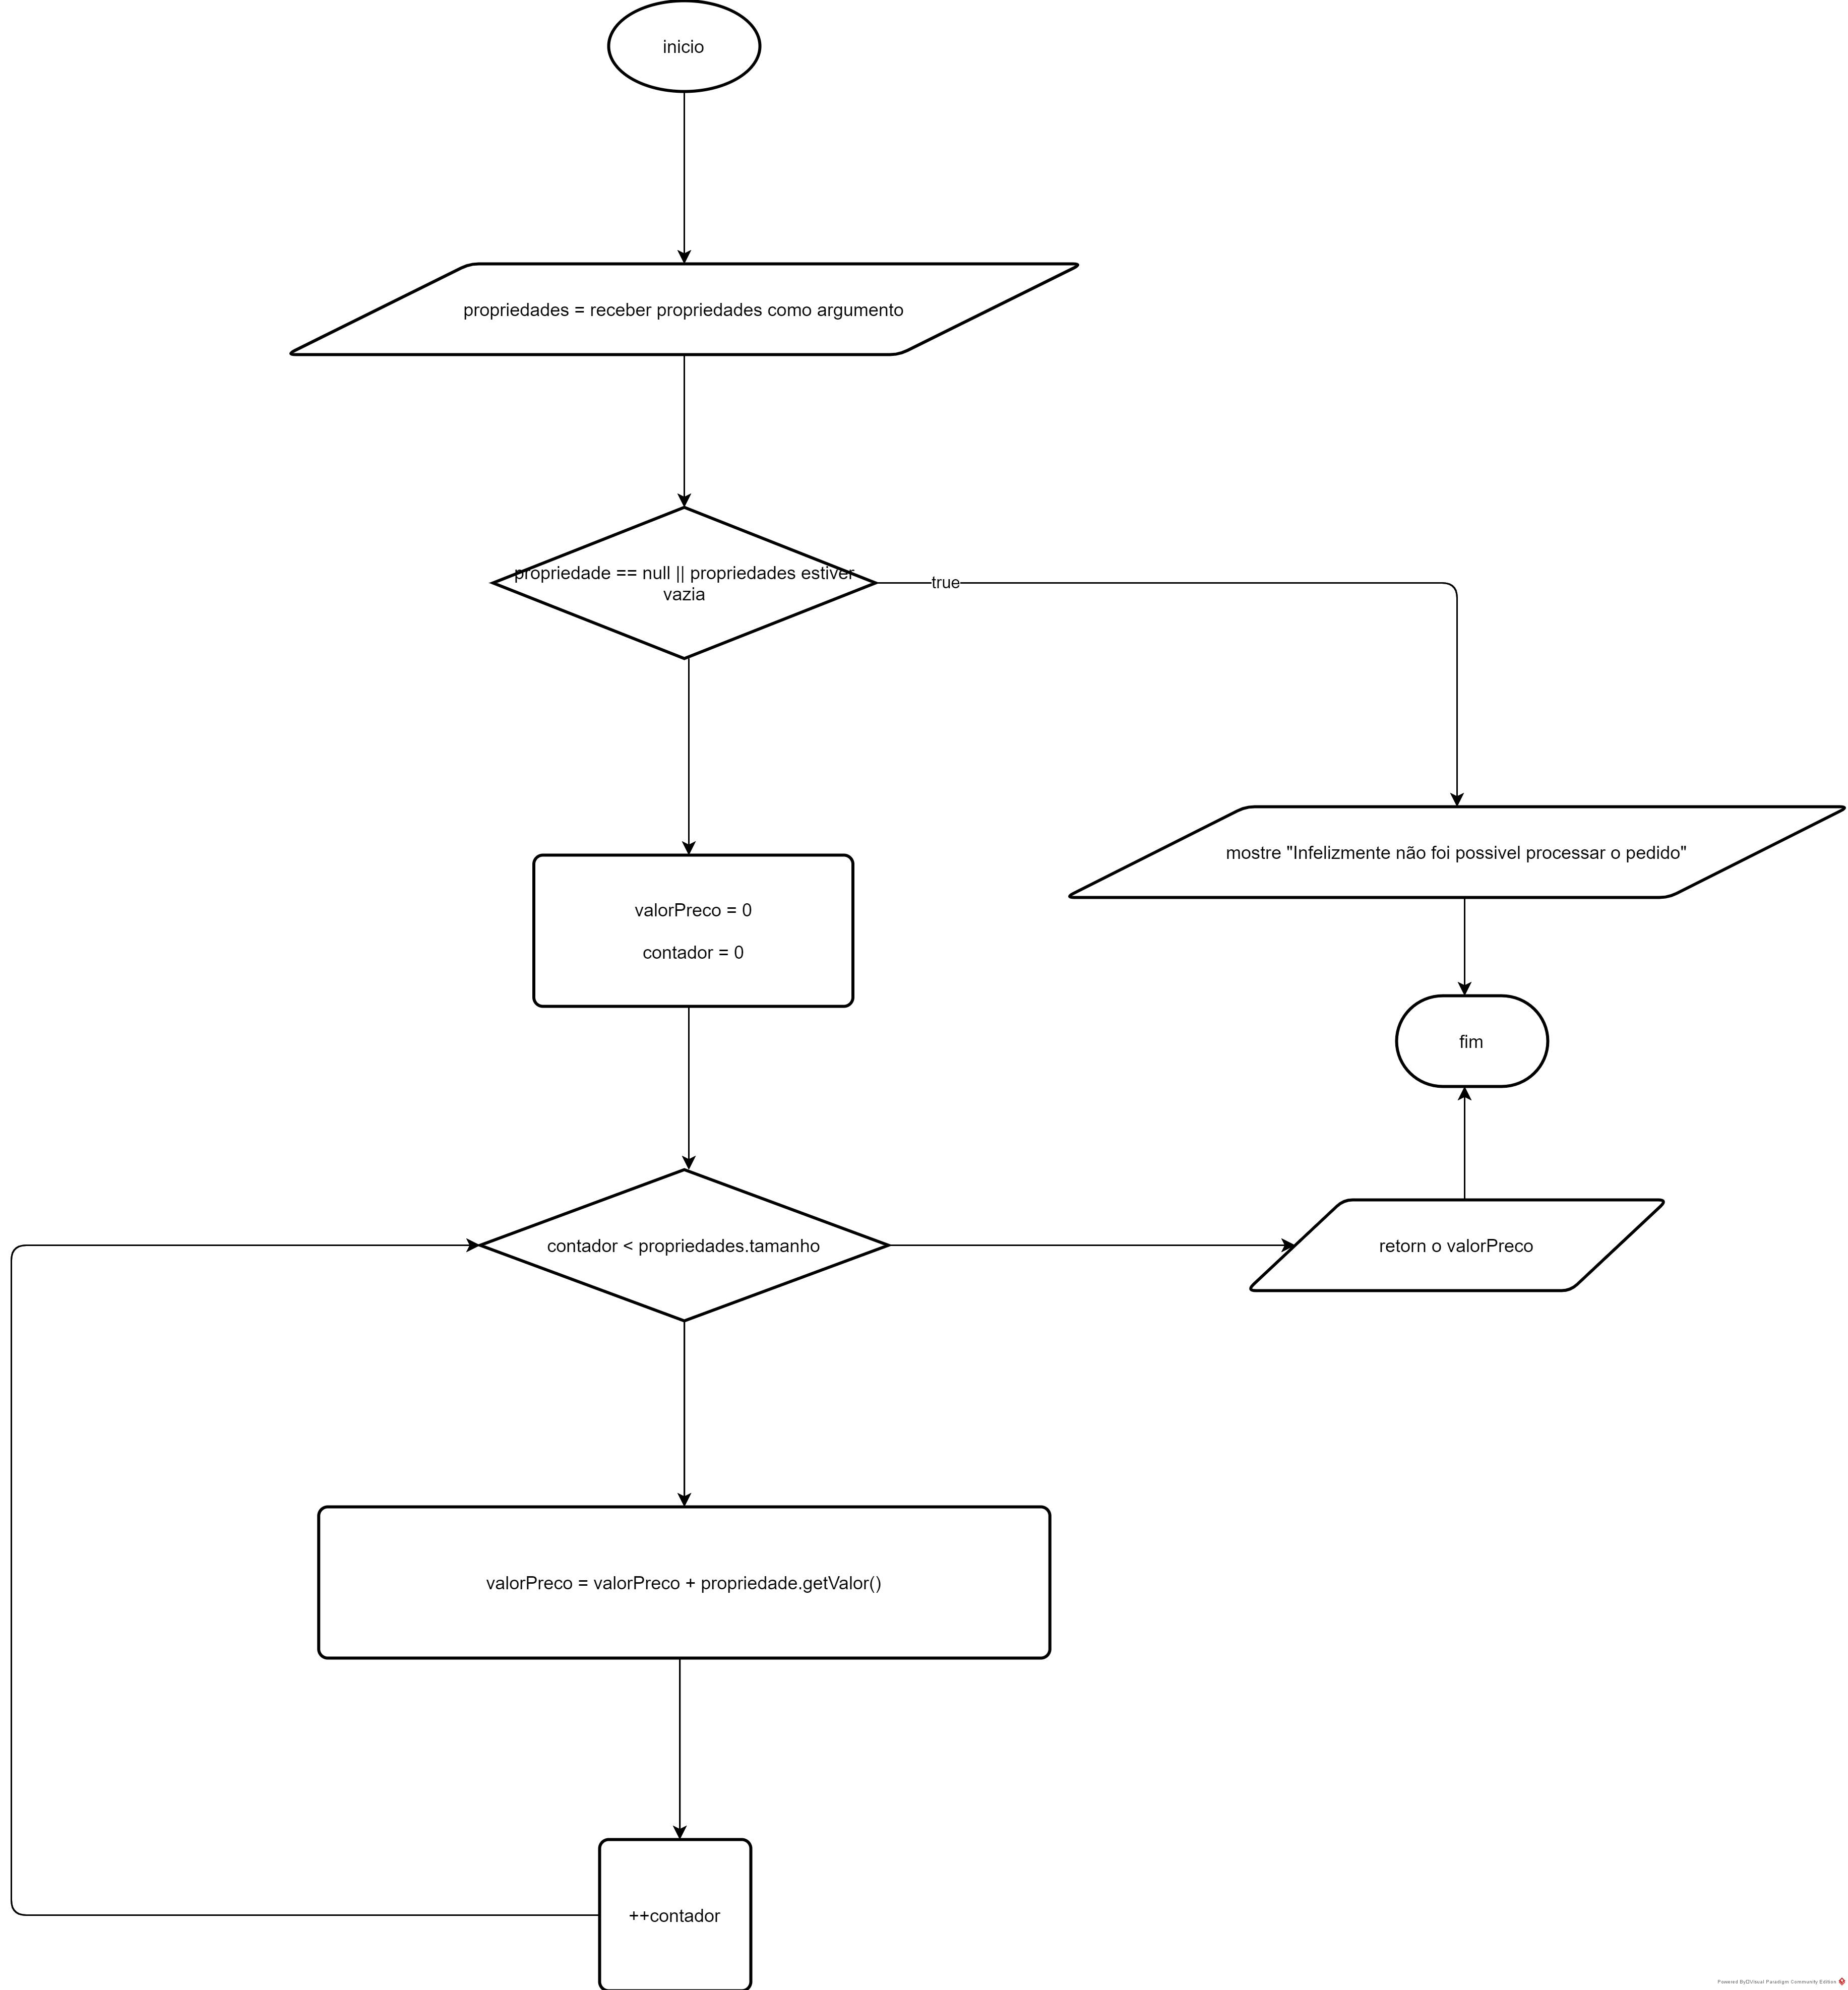 inicio
propriedades = receber propriedades como argumento
propriedade == null || propriedades estiver
vazia
true
mostre "Infelizmente não foi possivel processar o pedido"
valorPreco = 0
contador = 0
fim
contador < propriedades.tamanho
retorn o valorPreco
valorPreco = valorPreco + propriedade.getValor()
++contador
Powered By Visual Paradigm Community Edition